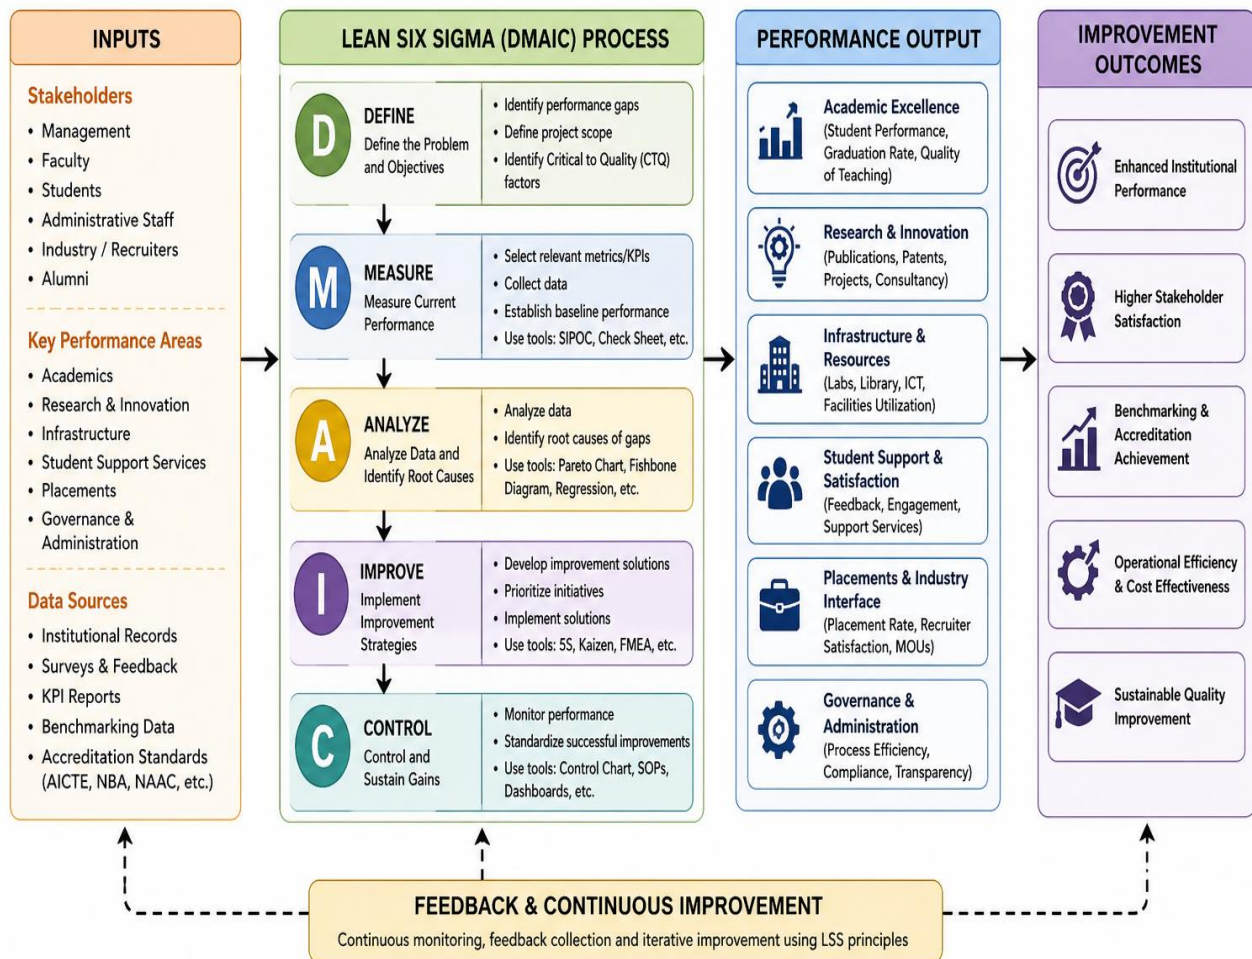 INPUTS
Stakeholders
• Management
• Faculty
• Students
• Administrative Staff
• Industry / Recruiters
• Alumni
Key Performance Areas
• Academics
• Research & Innovation
• Infrastructure
• Student Support Services
• Placements
• Governance &
Administration
Data Sources
• Institutional Records
• Surveys & Feedback
• KPI Reports
• Benchmarking Data
• Accreditation Standards
(AICTE, NBA, NAAC, etc.)
LEAN SIX SIGMA (DMAIC) PROCESS
D
DEFINE
Define the Problem
and Objectives
• Identify performance gaps
• Define project scope
• Identify Critical to Quality (CTQ)
factors
M
MEASURE
Measure Current
Performance
• Select relevant metrics/KPIs
• Collect data
• Establish baseline performance
• Use tools: SIPOC, Check Sheet, etc.
A
ANALYZE
Analyze Data and
Identify Root Causes
• Analyze data
• Identify root causes of gaps
• Use tools: Pareto Chart, Fishbone
Diagram, Regression, etc.
I
IMPROVE
Implement
Improvement
Strategies
• Develop improvement solutions
• Prioritize initiatives
• Implement solutions
• Use tools: 5S, Kaizen, FMEA, etc.
C
CONTROL
Control and
Sustain Gains
• Monitor performance
• Standardize successful improvements
• Use tools: Control Chart, SOPs,
Dashboards, etc.
PERFORMANCE OUTPUT
Academic Excellence
(Student Performance,
Graduation Rate, Quality
of Teaching)
Research & Innovation
(Publications, Patents,
Projects, Consultancy)
Infrastructure &
Resources
(Labs, Library, ICT,
Facilities Utilization)
Student Support &
Satisfaction
(Feedback, Engagement,
Support Services)
Placements & Industry
Interface
(Placement Rate, Recruiter
Satisfaction, MOUs)
Governance &
Administration
(Process Efficiency,
Compliance, Transparency)
IMPROVEMENT
OUTCOMES
Enhanced Institutional
Performance
Higher Stakeholder
Satisfaction
Benchmarking &
Accreditation
Achievement
Operational Efficiency
& Cost Effectiveness
Sustainable Quality
Improvement
FEEDBACK & CONTINUOUS IMPROVEMENT
Continuous monitoring, feedback collection and iterative improvement using LSS principles